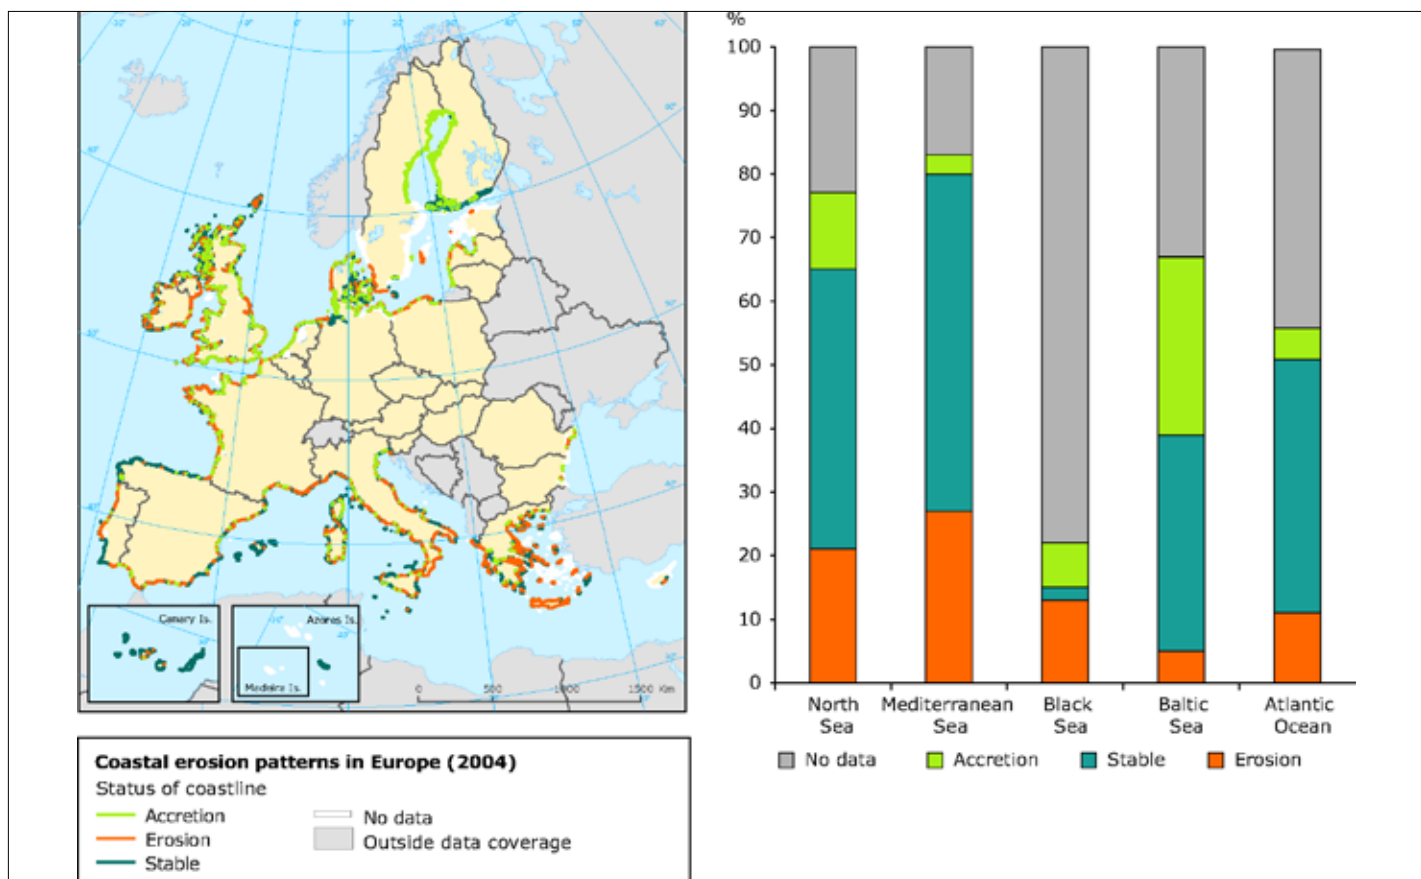 Canary Is.
Azores Is.
Madeira Is.
0 500 1000 1500 Km
Coastal erosion patterns in Europe (2004)
Status of coastline
Accretion
Erosion
Stable
No data
Outside data coverage
%
100
90
80
70
60
50
40
30
20
10
0
North
Sea
Mediterranean
Sea
Black
Sea
Baltic
Sea
Atlantic
Ocean
No data
Accretion
Stable
Erosion